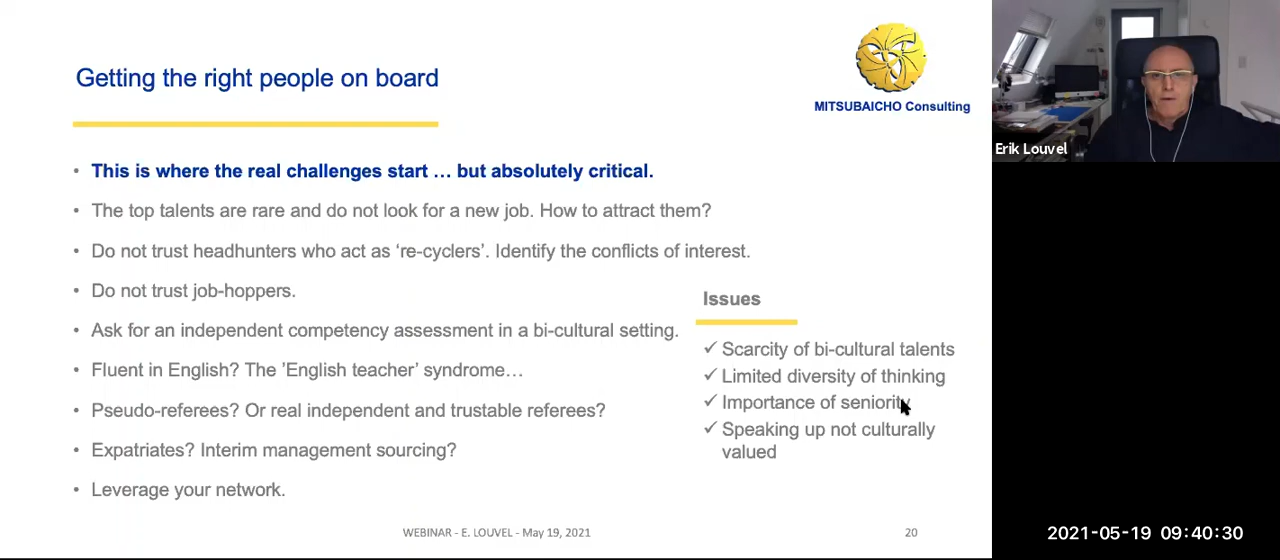 Getting the right people on board
MITSUBAICHO Consulting
Erik Louvel
• This is where the real challenges start … but absolutely critical.
• The top talents are rare and do not look for a new job. How to attract them?
• Do not trust headhunters who act as ‘re-cyclers’. Identify the conflicts of interest.
• Do not trust job-hoppers.
• Ask for an independent competency assessment in a bi-cultural setting.
• Fluent in English? The ’English teacher’ syndrome…
• Pseudo-referees? Or real independent and trustable referees?
• Expatriates? Interim management sourcing?
• Leverage your network.
Issues
✓ Scarcity of bi-cultural talents
✓ Limited diversity of thinking
✓ Importance of seniority
✓ Speaking up not culturally
valued
WEBINAR - E. LOUVEL - May 19, 2021
20
2021-05-19 09:40:30